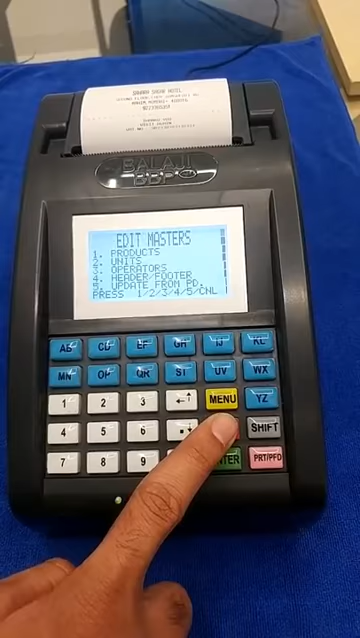 BALAJI
BBP
EDIT MASTERS
1. PRODUCTS
2. UNITS
3. OPERATORS
4. HEADER/FOOTER
5. UPDATE FROM PD.
PRESS 1/2/3/4/5/CNL
AB CD EF GH IJ KL
MN OP QR ST UV WX
1 2 3 MENU YZ
4 5 6 SHIFT
7 8 9 PRT/PFD